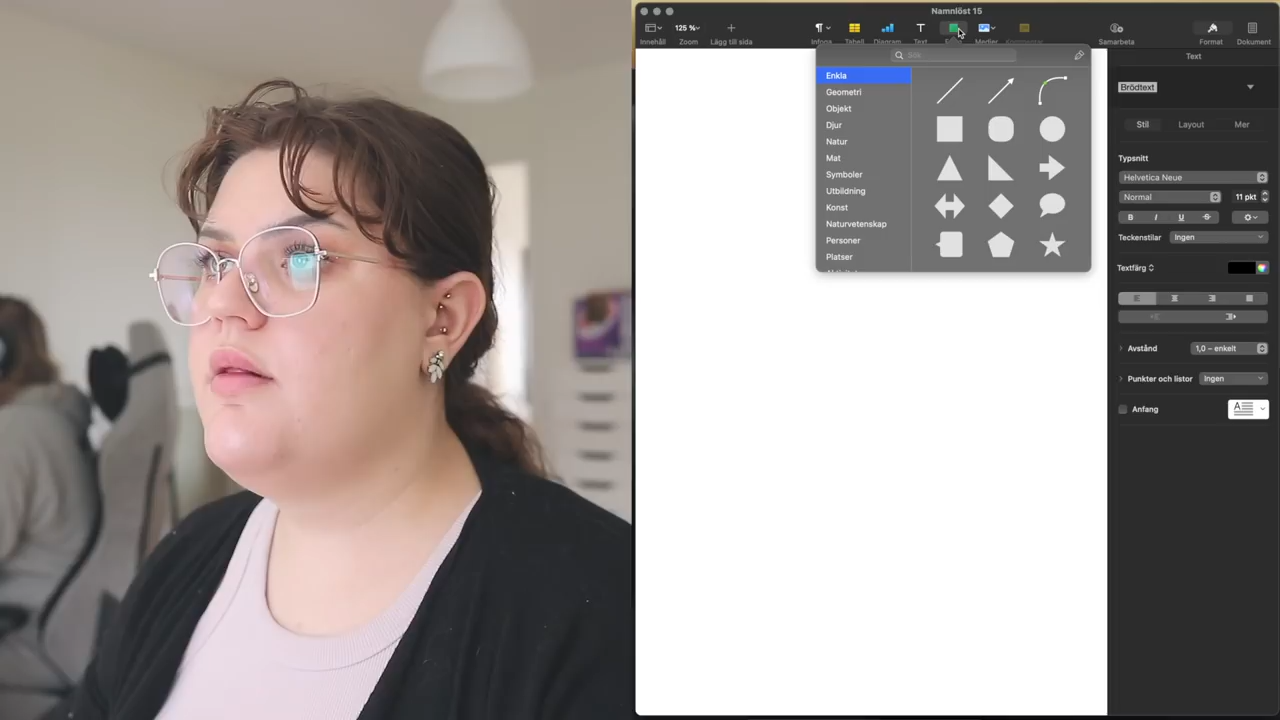 Namnlöst 15
125 %
Innehåll
Zoom
Lägg till sida
Infoga
Tabell
Diagram
Text
Medier
Kommentar
Samarbeta
Format
Dokument
Sök
Enkla
Geometri
Objekt
Djur
Natur
Mat
Symboler
Utbildning
Konst
Naturvetenskap
Personer
Platser
Text
Brödtext
Stil
Layout
Mer
Typsnitt
Helvetica Neue
Normal
11 pkt
B I U S
Teckenstilar
Ingen
Textfärg
Avstånd
1,0 – enkelt
Punkter och listor
Ingen
Anfang